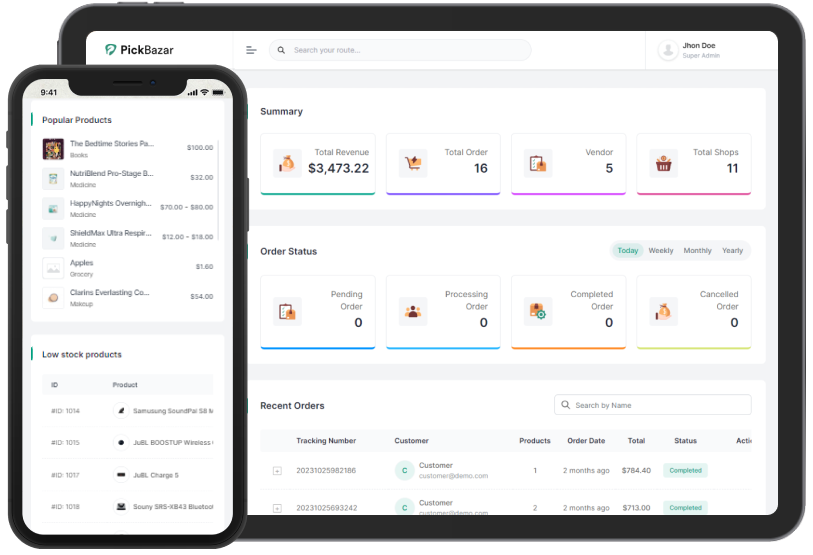 PickBazar
Search your route...
Jhon Doe
Super Admin
Summary
Total Revenue
$3,473.22
Total Order
16
Vendor
5
Total Shops
11
Order Status
Today Weekly Monthly Yearly
Pending
Order
0
Processing
Order
0
Completed
Order
0
Cancelled
Order
0
Recent Orders
Search by Name
Tracking Number Customer Products Order Date Total Status Actic
20231025982186 C Customer 1 2 months ago $784.40 Completed
customer@demo.com
20231025693242 C Customer 2 2 months ago $713.00 Completed
customer@demo.com
9:41
Popular Products
The Bedtime Stories Pa... $100.00
Books
NutriBlend Pro-Stage B... $32.00
Medicine
HappyNights Overnigh... $70.00 - $80.00
Medicine
ShieldMax Ultra Respir... $12.00 - $18.00
Medicine
Apples $1.60
Grocery
Clarins Everlasting Co... $54.00
Makeup
Low stock products
ID Product
#ID: 1014 Samusung SoundPal S8 M
#ID: 1015 JuBL BOOSTUP Wireless
#ID: 1017 JuBL Charge 5
#ID: 1018 Souny SRS-XB43 Bluetoot